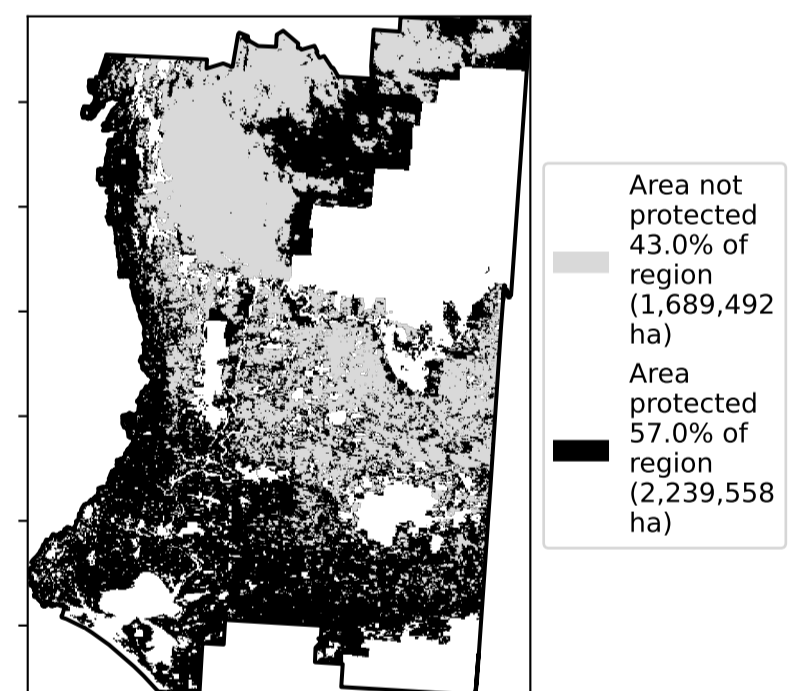 Area not
protected
43.0% of
region
(1,689,492
ha)
Area
protected
57.0% of
region
(2,239,558
ha)